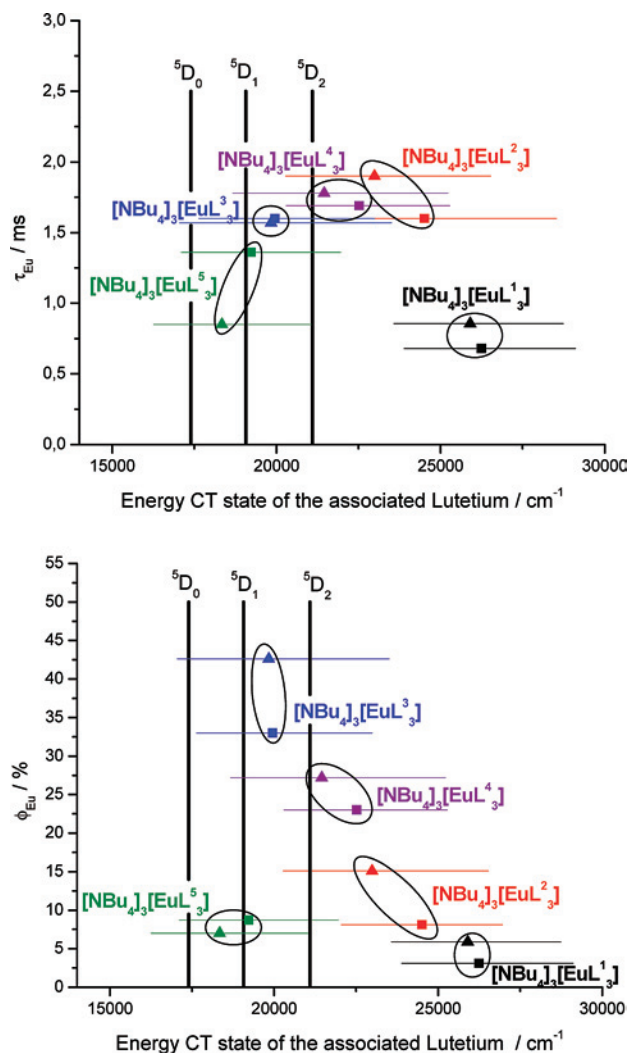 ⁵D₀ ⁵D₁ ⁵D₂
3,0
2,5
2,0
1,5
1,0
0,5
0,0
τEu / ms
[NBu₄]₃[EuL⁴₃]
[NBu₄]₃[EuL²₃]
[NBu₄]₃[EuL³₃]
[NBu₄]₃[EuL⁵₃]
[NBu₄]₃[EuL¹₃]
15000 20000 25000 30000
Energy CT state of the associated Lutetium / cm⁻¹
55
50
45
40
35
30
25
20
15
10
5
0
ϕEu / %
⁵D₀ ⁵D₁ ⁵D₂
[NBu₄]₃[EuL³₃]
[NBu₄]₃[EuL⁴₃]
[NBu₄]₃[EuL⁵₃]
[NBu₄]₃[EuL²₃]
[NBu₄]₃[EuL¹₃]
15000 20000 25000 30000
Energy CT state of the associated Lutetium / cm⁻¹